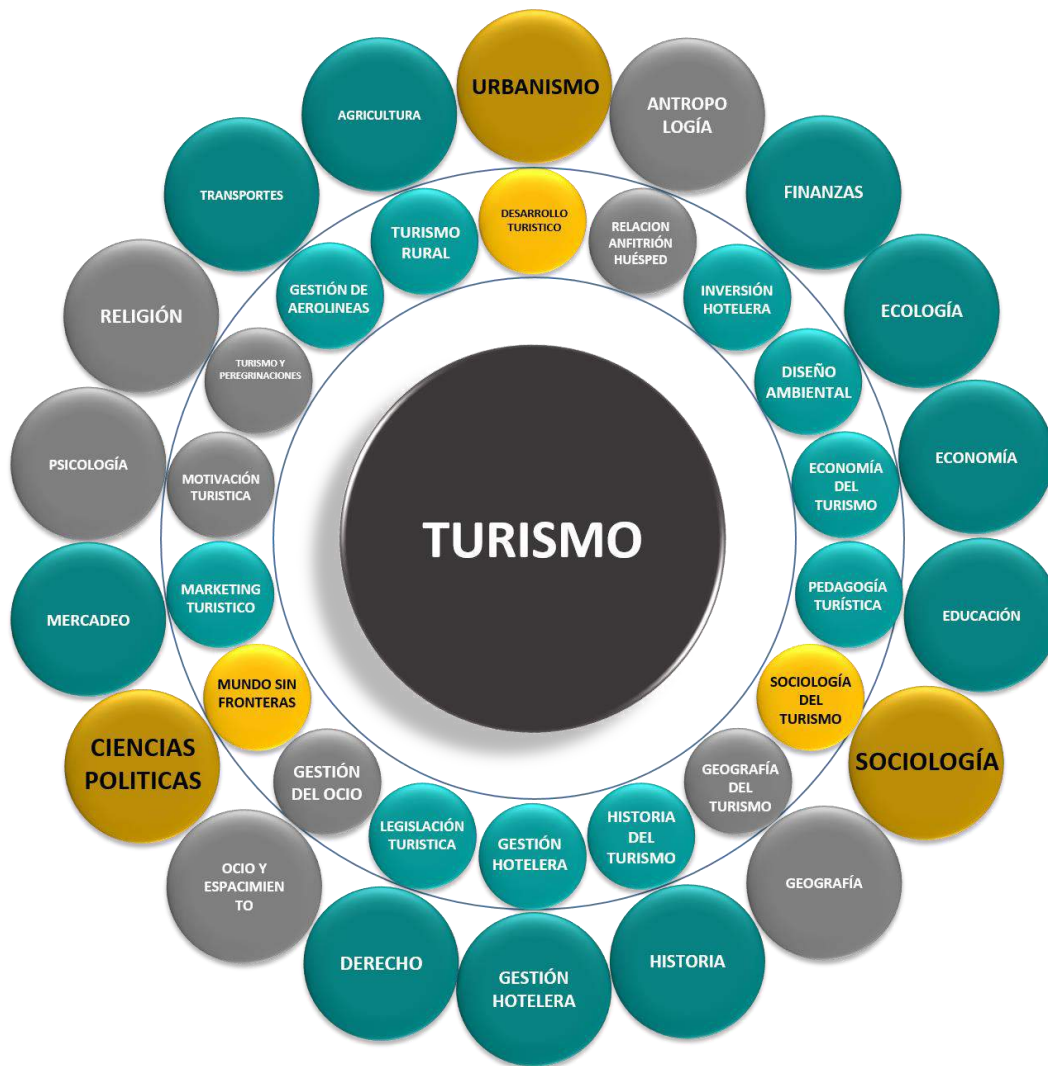 URBANISMO
ANTROPO
LOGÍA
FINANZAS
ECOLOGÍA
ECONOMÍA
EDUCACIÓN
SOCIOLOGÍA
GEOGRAFÍA
HISTORIA
GESTIÓN
HOTELERA
DERECHO
OCIO Y
ESPACIMIEN
TO
CIENCIAS
POLITICAS
MERCADEO
PSICOLOGÍA
RELIGIÓN
TRANSPORTES
AGRICULTURA
DESARROLLO
TURISTICO
RELACION
ANFITRIÓN
HUÉSPED
INVERSIÓN
HOTELERA
DISEÑO
AMBIENTAL
ECONOMÍA
DEL
TURISMO
PEDAGOGÍA
TURÍSTICA
SOCIOLOGÍA
DEL
TURISMO
GEOGRAFÍA
DEL
TURISMO
HISTORIA
DEL
TURISMO
GESTIÓN
HOTELERA
LEGISLACIÓN
TURISTICA
GESTIÓN
DEL OCIO
MUNDO SIN
FRONTERAS
MARKETING
TURISTICO
MOTIVACIÓN
TURISTICA
TURISMO Y
PEREGRINACIONES
GESTIÓN DE
AEROLINEAS
TURISMO
RURAL
TURISMO